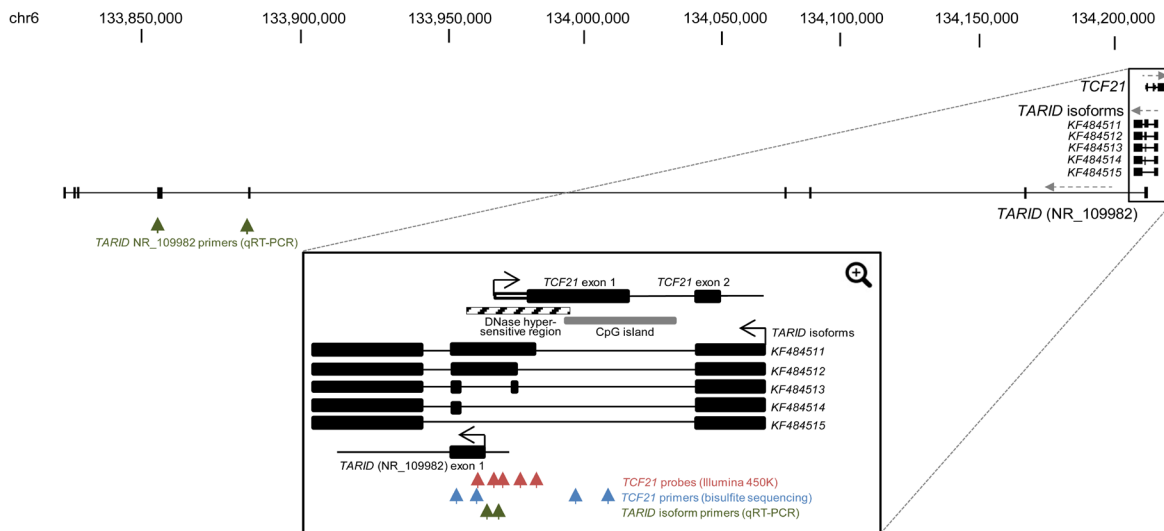 chr6 133,850,000 133,900,000 133,950,000 134,000,000 134,050,000 134,100,000 134,150,000 134,200,000
TCF21
TARID isoforms
KF484511
KF484512
KF484513
KF484514
KF484515
TARID (NR_109982)
TARID NR_109982 primers (qRT-PCR)
TCF21 exon 1 TCF21 exon 2
DNase hyper-
sensitive region
CpG island
TARID isoforms
KF484511
KF484512
KF484513
KF484514
KF484515
TARID (NR_109982) exon 1
TCF21 probes (Illumina 450K)
TCF21 primers (bisulfite sequencing)
TARID isoform primers (qRT-PCR)